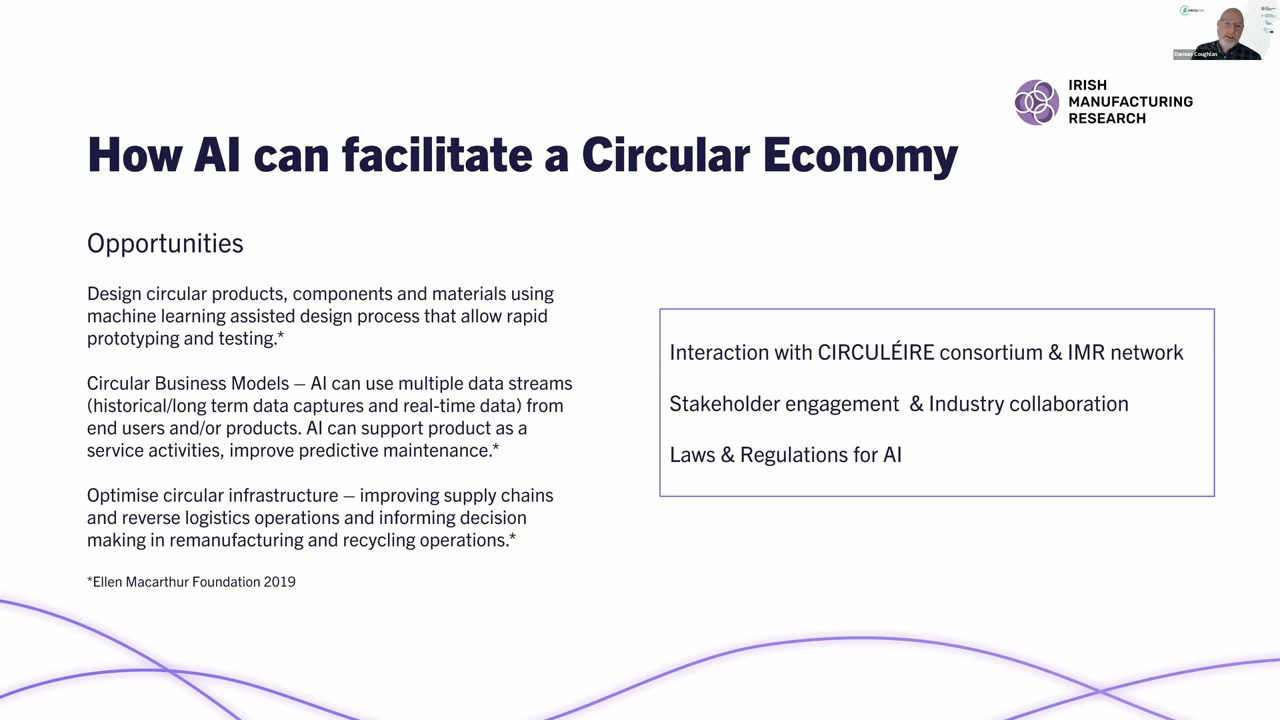 Damian Coughlan
IRISH
MANUFACTURING
RESEARCH
How AI can facilitate a Circular Economy
Opportunities
Design circular products, components and materials using
machine learning assisted design process that allow rapid
prototyping and testing.*
Circular Business Models – AI can use multiple data streams
(historical/long term data captures and real-time data) from
end users and/or products. AI can support product as a
service activities, improve predictive maintenance.*
Optimise circular infrastructure – improving supply chains
and reverse logistics operations and informing decision
making in remanufacturing and recycling operations.*
*Ellen Macarthur Foundation 2019
Interaction with CIRCULÉIRE consortium & IMR network
Stakeholder engagement  & Industry collaboration
Laws & Regulations for AI